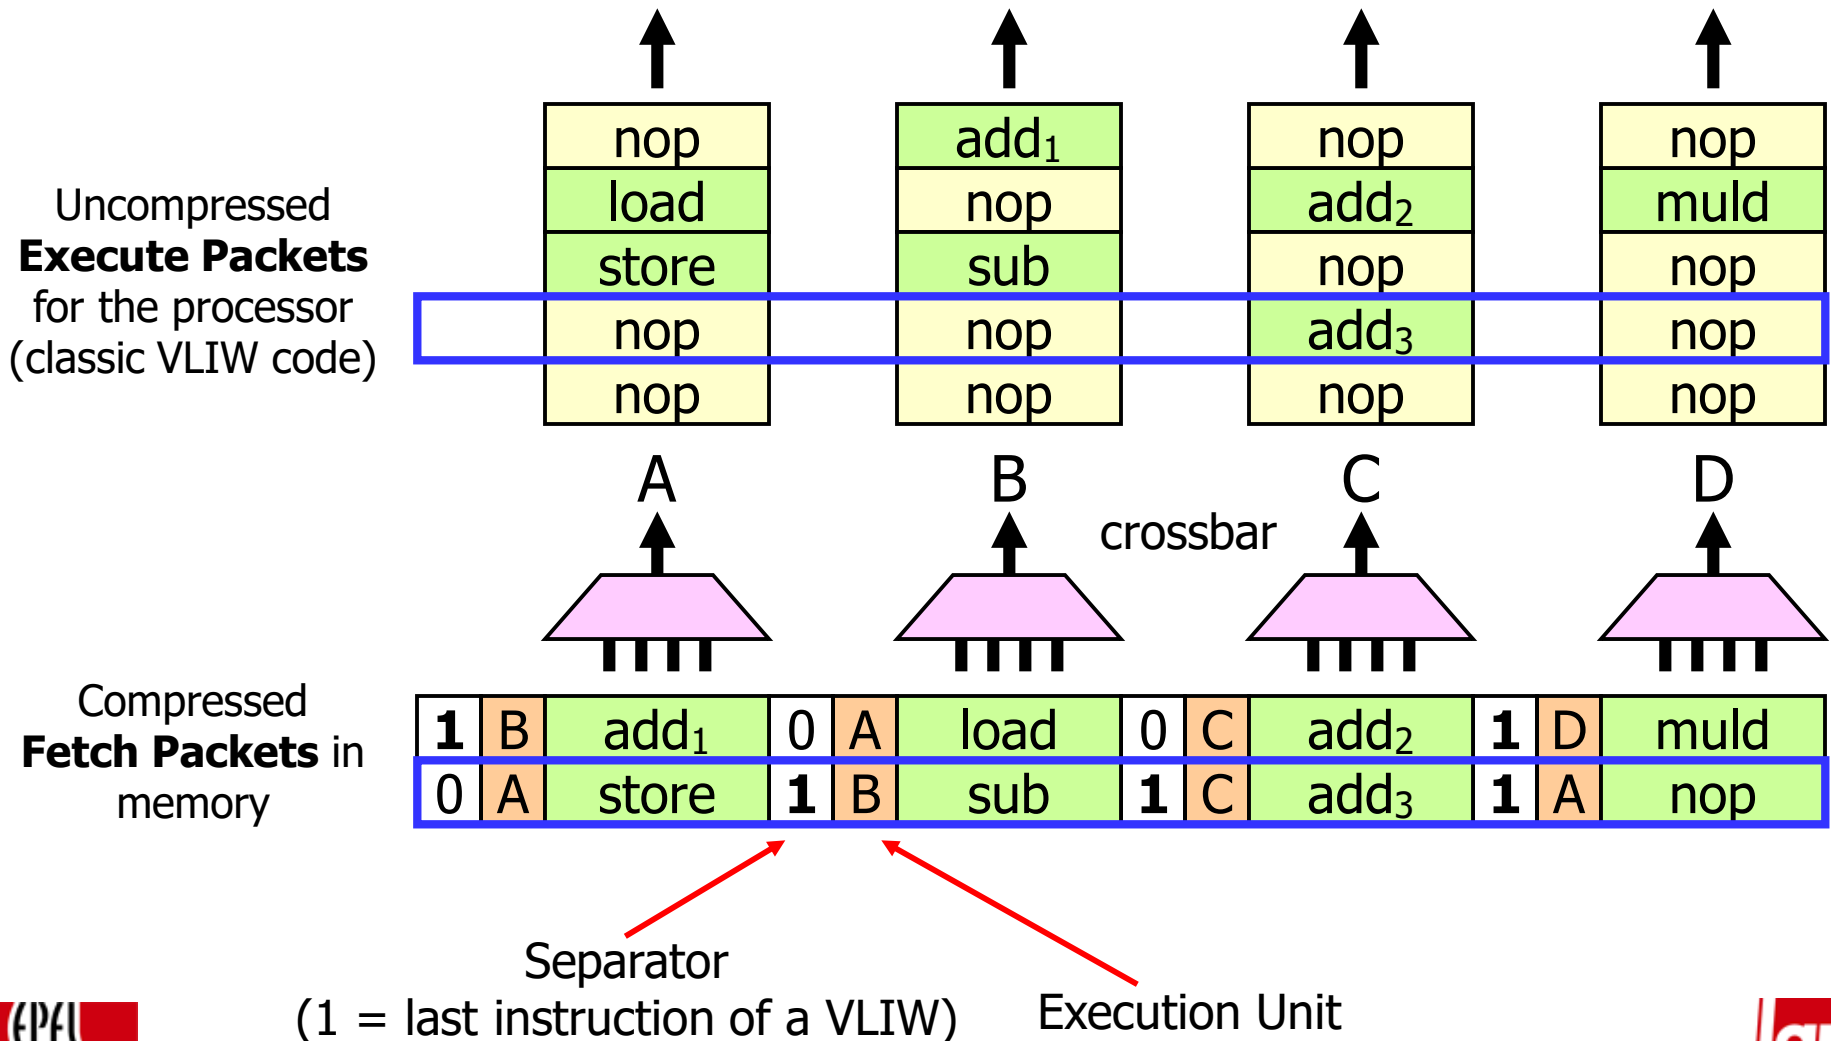 Uncompressed
Execute Packets
for the processor
(classic VLIW code)
nop add₁ nop nop
load nop add₂ muld
store sub nop nop
nop nop add₃ nop
nop nop nop nop
A B C D
crossbar
Compressed
Fetch Packets in
memory
1 B add₁ 0 A load 0 C add₂ 1 D muld
0 A store 1 B sub 1 C add₃ 1 A nop
Separator
(1 = last instruction of a VLIW)
Execution Unit